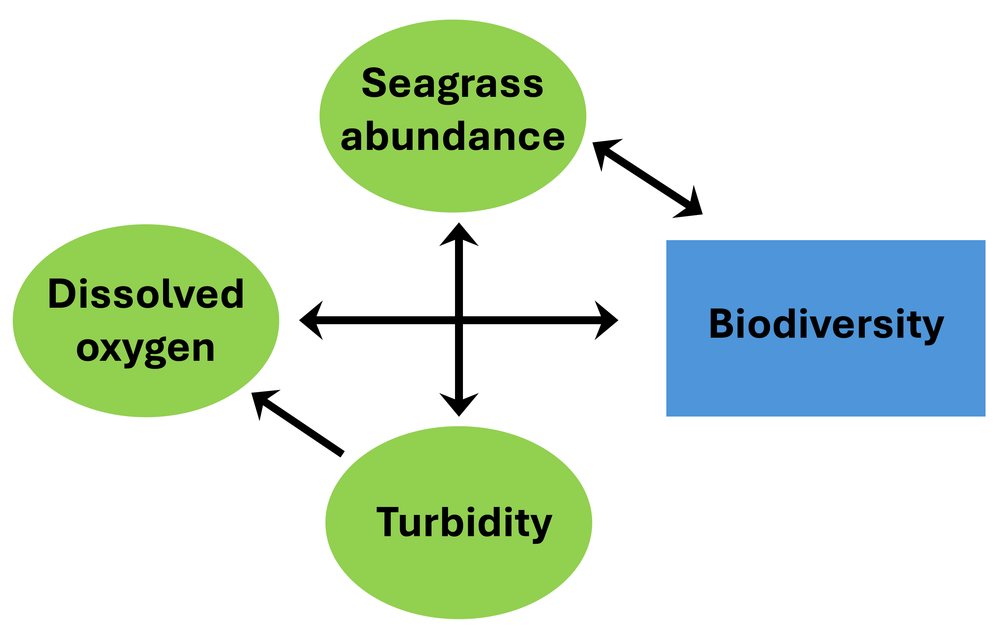 Seagrass
abundance
Dissolved
oxygen
Biodiversity
Turbidity